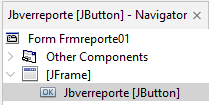 Jbverreporte [JButton] - Navigator
Form Frmreporte01
Other Components
[JFrame]
OK Jbverreporte [JButton]